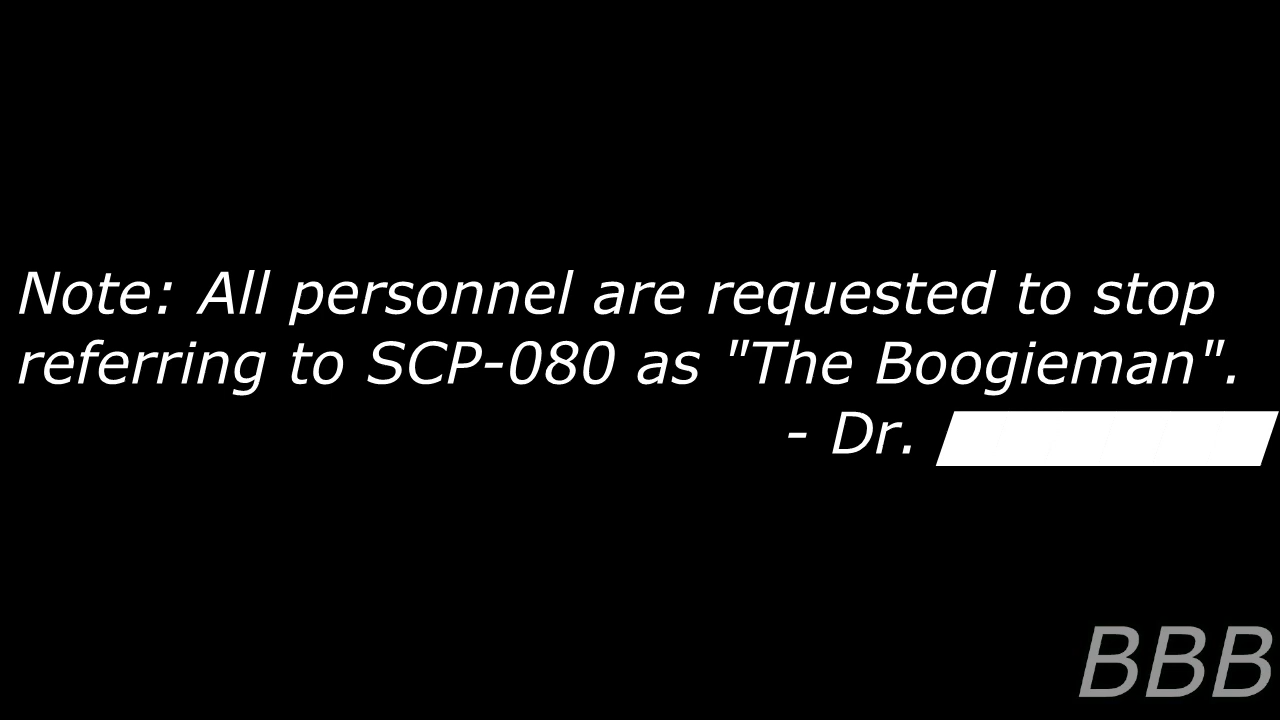 Note: All personnel are requested to stop
referring to SCP-080 as "The Boogieman".
- Dr.
BBB